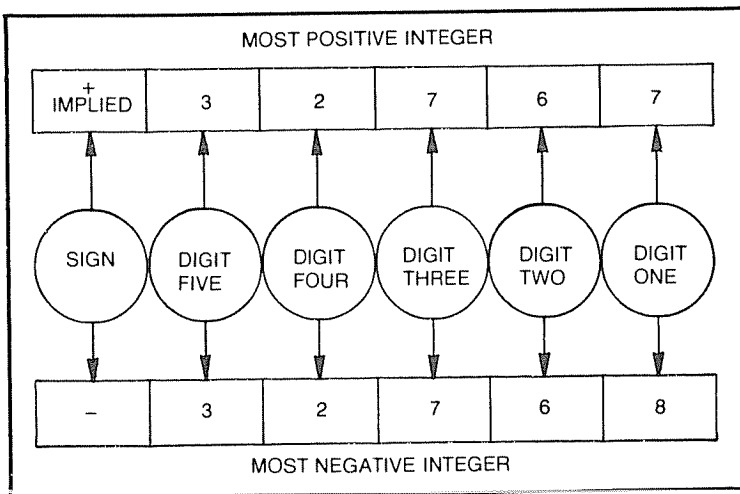 MOST POSITIVE INTEGER
+
IMPLIED 3 2 7 6 7
SIGN DIGIT FIVE DIGIT FOUR DIGIT THREE DIGIT TWO DIGIT ONE
– 3 2 7 6 8
MOST NEGATIVE INTEGER